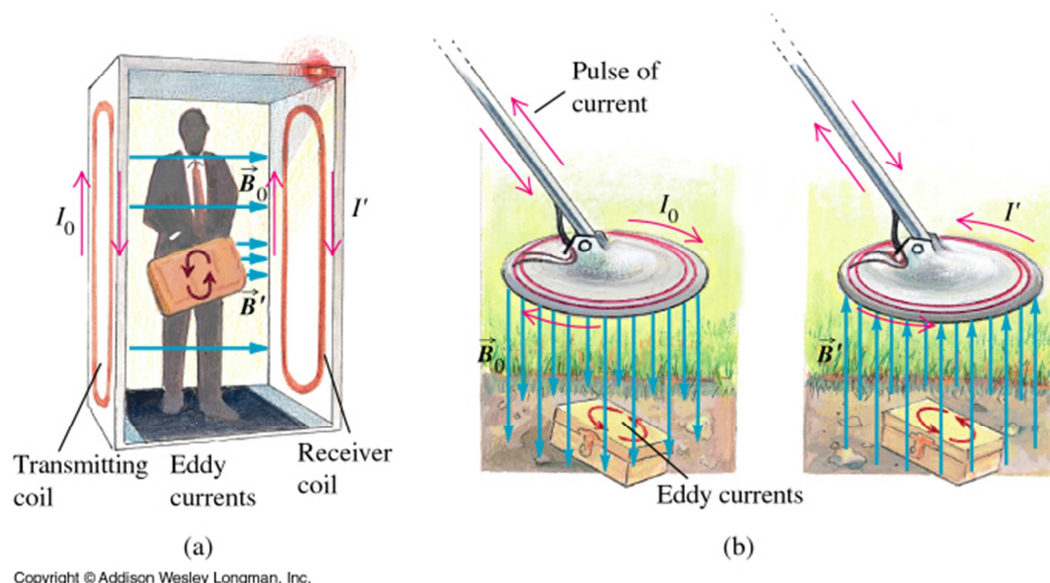 B₀
I₀
I'
B'
Transmitting
coil
Eddy
currents
Receiver
coil
(a)
Pulse of
current
I₀
B₀
I'
B'
Eddy currents
(b)
Copyright © Addison Wesley Longman, Inc.